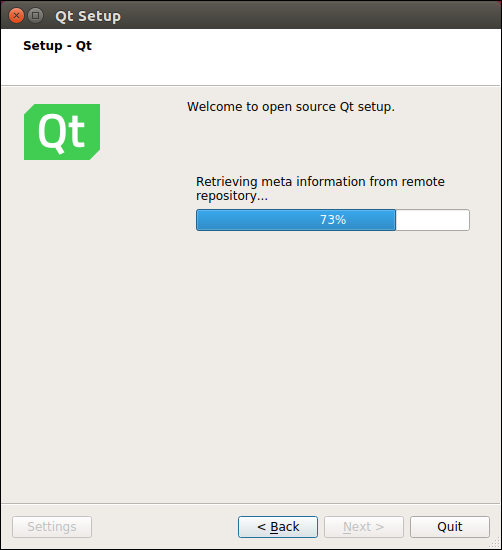 Qt Setup
Setup - Qt
Qt
Welcome to open source Qt setup.
Retrieving meta information from remote
repository...
73%
Settings
< Back
Next >
Quit